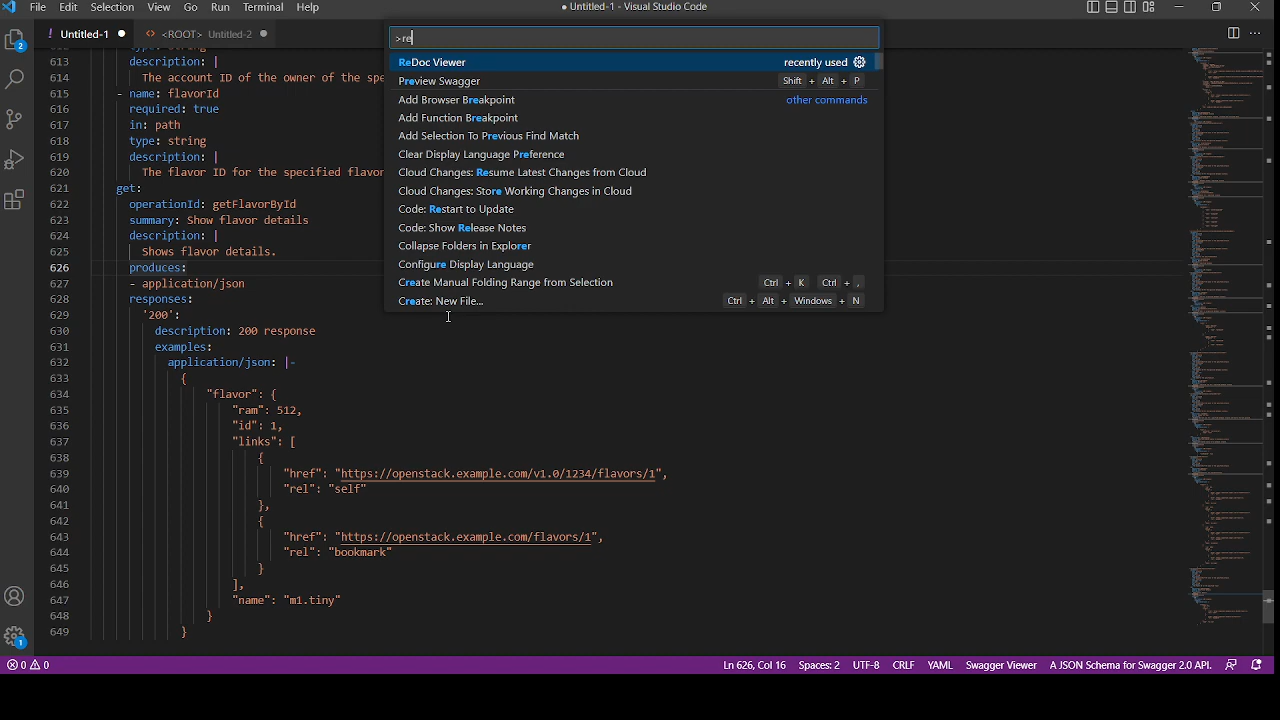 File Edit Selection View Go Run Terminal Help
● Untitled-1 - Visual Studio Code
! Untitled-1 ●
<> <ROOT> Untitled-2 ●
>re
ReDoc Viewer recently used
Preview Swagger Shift + Alt + P
Add Browser Breakpoint other commands
Add Function Breakpoint
Add Selection To Previous Find Match
Clear Display Language Preference
Cloud Changes: Resume Latest Changes from Cloud
Cloud Changes: Store Working Changes in Cloud
Code: Restart to Update
Code: Show Release Notes
Collapse Folders in Explorer
Configure Display Language
Create Manual Folding Range from Selection Ctrl + K Ctrl + ,
Create: New File... Ctrl + Alt + Windows + N
613 description: |
614 The account ID of the owner of the spe
615 - name: flavorId
616 required: true
617 in: path
618 type: string
619 description: |
620 The flavor ID for the specified flavor
621 get:
622 operationId: getFlavorById
623 summary: Show flavor details
624 description: |
625 Shows flavor details.
626 produces:
627 - application/json
628 responses:
629 '200':
630 description: 200 response
631 examples:
632 application/json: |-
633 {
634 "flavor": {
635 "ram": 512,
636 "id": 1,
637 "links": [
638 {
639 "href": "https://openstack.example.com/v1.0/1234/flavors/1",
640 "rel": "self"
641 },
642 {
643 "href": "https://openstack.example.com/flavors/1",
644 "rel": "bookmark"
645 }
646 ],
647 "name": "m1.tiny"
648 }
649 }
2
1
0 0 Ln 626, Col 16 Spaces: 2 UTF-8 CRLF YAML Swagger Viewer A JSON Schema for Swagger 2.0 API.